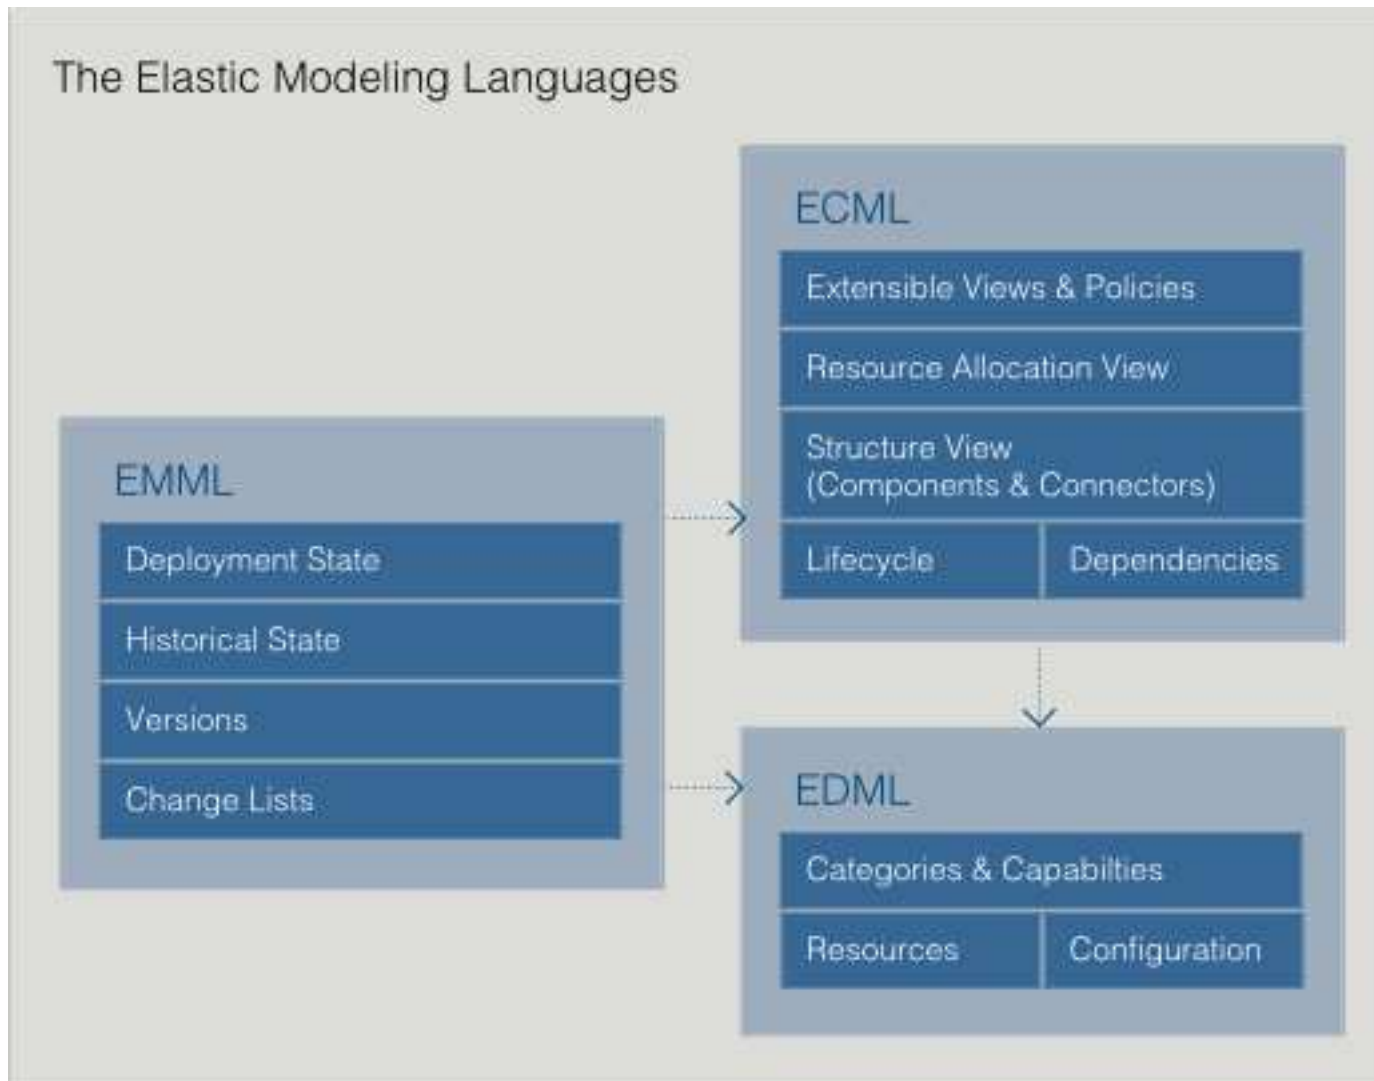 The Elastic Modeling Languages
EMML
Deployment State
Historical State
Versions
Change Lists
ECML
Extensible Views & Policies
Resource Allocation View
Structure View
(Components & Connectors)
Lifecycle
Dependencies
EDML
Categories & Capabilties
Resources
Configuration